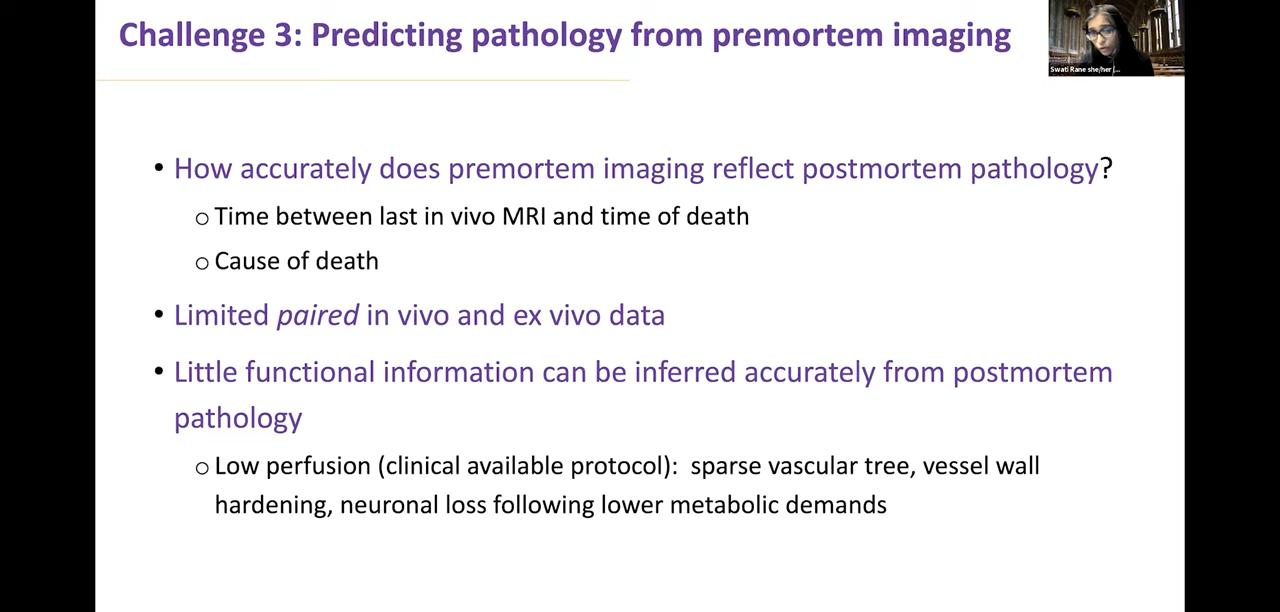 Challenge 3: Predicting pathology from premortem imaging
Swati Rane she/her (...
• How accurately does premortem imaging reflect postmortem pathology?
o Time between last in vivo MRI and time of death
o Cause of death
• Limited paired in vivo and ex vivo data
• Little functional information can be inferred accurately from postmortem
pathology
o Low perfusion (clinical available protocol): sparse vascular tree, vessel wall
hardening, neuronal loss following lower metabolic demands